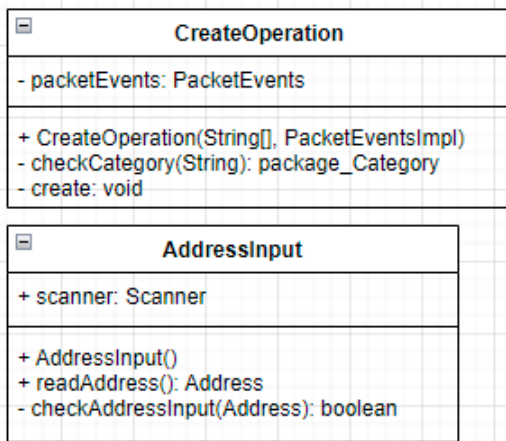 CreateOperation
- packetEvents: PacketEvents
+ CreateOperation(String[], PacketEventsImpl)
- checkCategory(String): package_Category
- create: void
AddressInput
+ scanner: Scanner
+ AddressInput()
+ readAddress(): Address
- checkAddressInput(Address): boolean